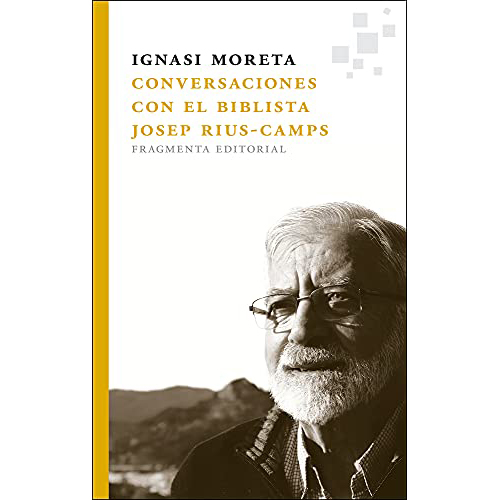 IGNASI MORETA
CONVERSACIONES
CON EL BIBLISTA
JOSEP RIUS-CAMPS
FRAGMENTA EDITORIAL